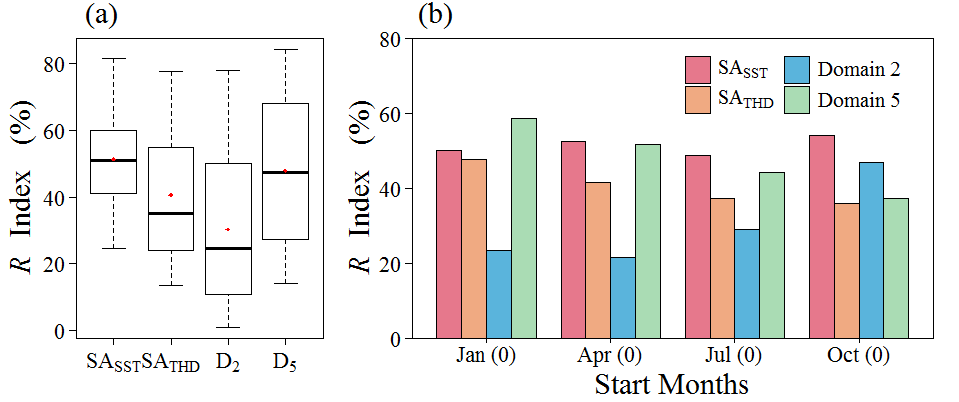 (a)
R Index (%)
80
60
40
20
0
SA_SST SA_THD D_2 D_5
(b)
R Index (%)
80
60
40
20
0
SA_SST Domain 2
SA_THD Domain 5
Jan (0) Apr (0) Jul (0) Oct (0)
Start Months